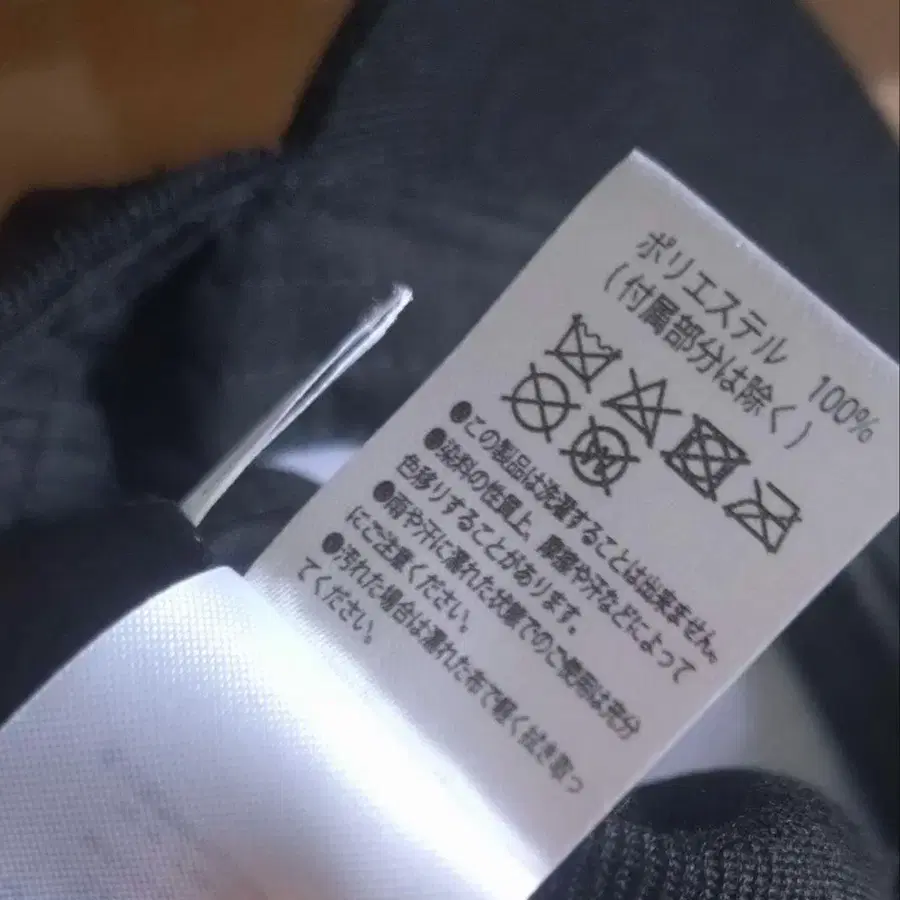 ポリエステル 100%
(付属部分は除く)
●この製品は洗濯することは出来ません。
●染料の性質上、摩擦や汗などによって
色移りすることがあります。
●雨や汗に濡れた状態でのご使用は充分
にご注意ください。
●汚れた場合は濡れた布で軽く拭き取っ
てください。